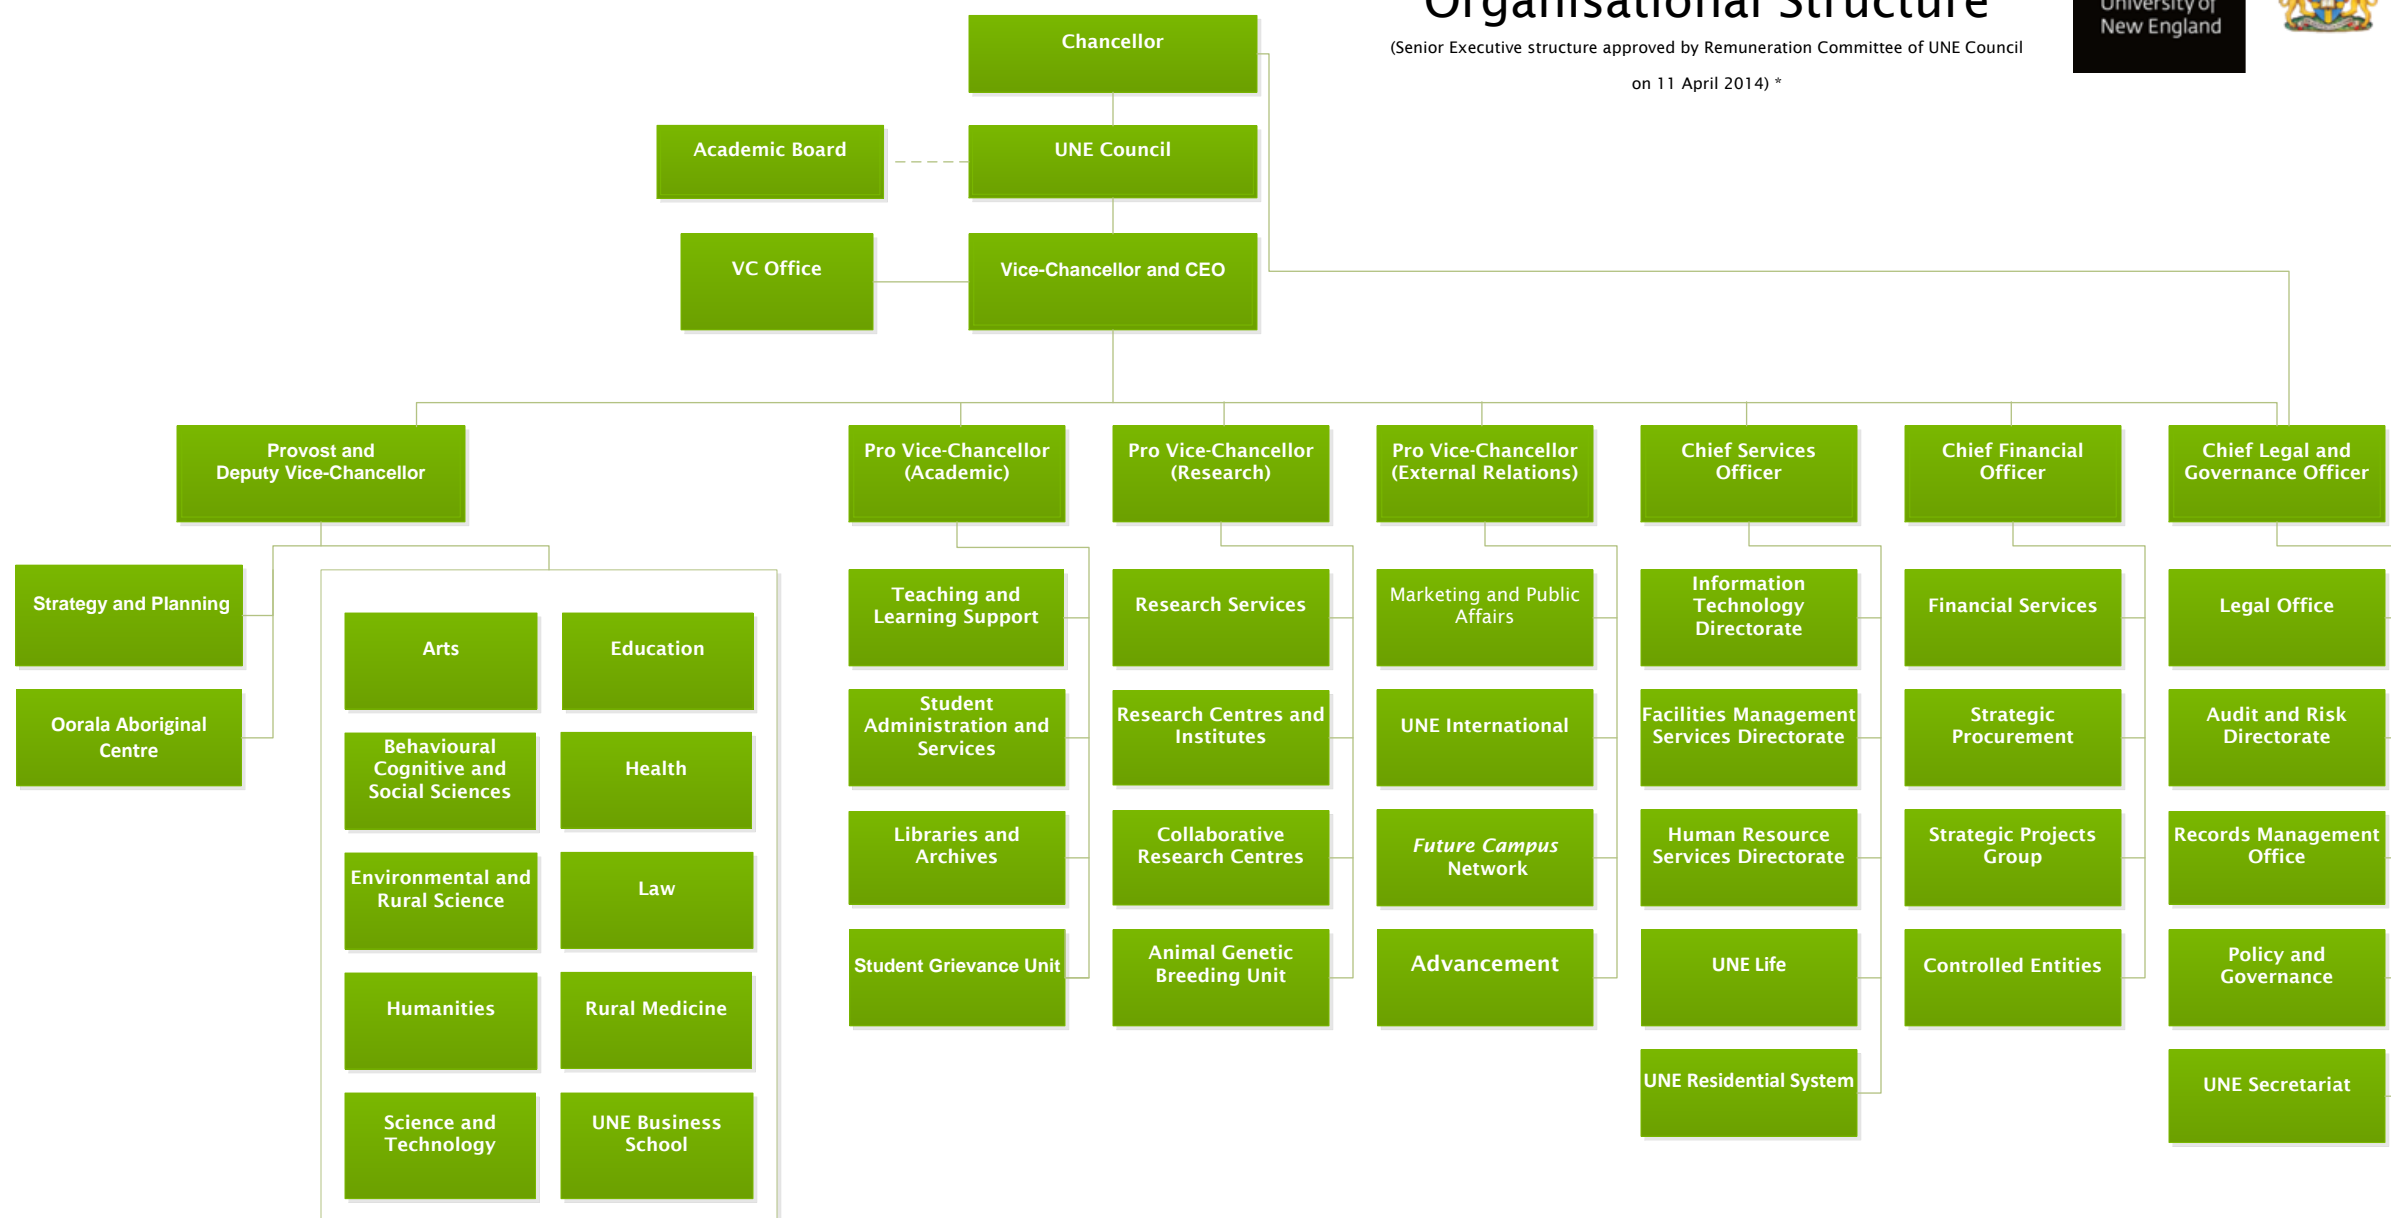 Organisational Structure
(Senior Executive structure approved by Remuneration Committee of UNE Council
on 11 April 2014) *
University of
New England
Chancellor
Academic Board
UNE Council
VC Office
Vice-Chancellor and CEO
Provost and
Deputy Vice-Chancellor
Pro Vice-Chancellor
(Academic)
Pro Vice-Chancellor
(Research)
Pro Vice-Chancellor
(External Relations)
Chief Services
Officer
Chief Financial
Officer
Chief Legal and
Governance Officer
Strategy and Planning
Oorala Aboriginal
Centre
Arts
Education
Behavioural
Cognitive and
Social Sciences
Health
Environmental and
Rural Science
Law
Humanities
Rural Medicine
Science and
Technology
UNE Business
School
Teaching and
Learning Support
Student
Administration and
Services
Libraries and
Archives
Student Grievance Unit
Research Services
Research Centres and
Institutes
Collaborative
Research Centres
Animal Genetic
Breeding Unit
Marketing and Public
Affairs
UNE International
Future Campus
Network
Advancement
Information
Technology
Directorate
Facilities Management
Services Directorate
Human Resource
Services Directorate
UNE Life
UNE Residential System
Financial Services
Strategic
Procurement
Strategic Projects
Group
Controlled Entities
Legal Office
Audit and Risk
Directorate
Records Management
Office
Policy and
Governance
UNE Secretariat